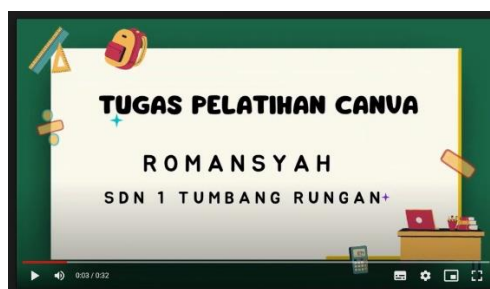 TUGAS PELATIHAN CANVA
ROMANSYAH
SDN 1 TUMBANG RUNGAN
0:03 / 0:32